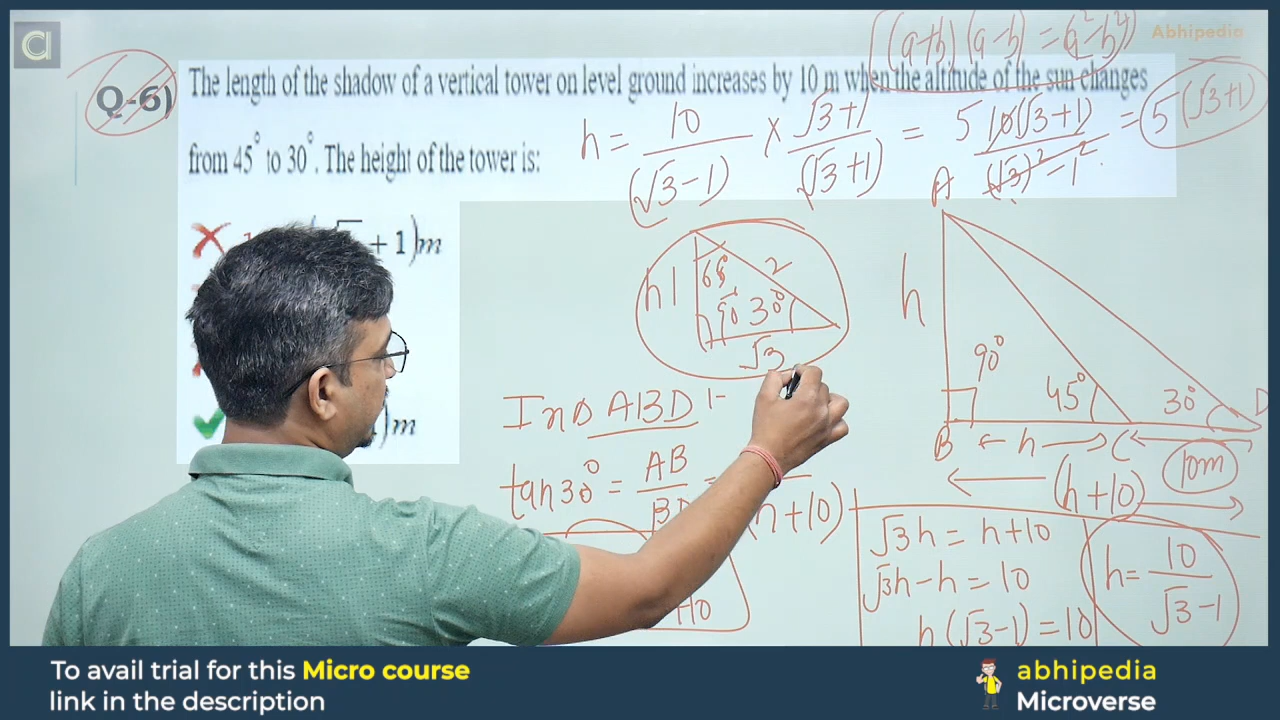 (a+b) (a-b) = a²-b²
Abhipedia
Q-6)
The length of the shadow of a vertical tower on level ground increases by 10 m when the altitude of the sun changes
from 45° to 30°. The height of the tower is:
h = 10/(√3-1) × √3+1/(√3+1) = 5 10(√3+1)/(√3)²-1² = 5(√3+1)
+ 1)m
)m
h 1
2
90 30°
√3
A
h
90°
45°
30°
B
h
C
D
10m
(h+10)
In Δ ABD
tan30° = AB/BD =
h+10)
√3h = h+10
√3h-h = 10
h(√3-1) = 10
h = 10/√3-1
To avail trial for this Micro course
link in the description
abhipedia
Microverse